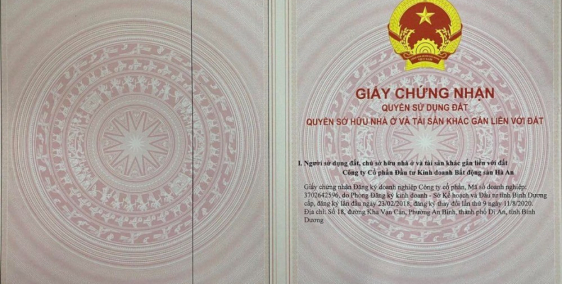 GIẤY CHỨNG NHẬN
QUYỀN SỬ DỤNG ĐẤT
QUYỀN SỞ HỮU NHÀ Ở VÀ TÀI SẢN KHÁC GẮN LIỀN VỚI ĐẤT
I. Người sử dụng đất, chủ sở hữu nhà ở và tài sản khác gắn liền với đất
Công ty Cổ phần Đầu tư Kinh doanh Bất động sản Hà An
Giấy chứng nhận Đăng ký doanh nghiệp Công ty cổ phần, Mã số doanh nghiệp:
3702642596, do Phòng Đăng ký kinh doanh - Sở Kế hoạch và Đầu tư tỉnh Bình Dương
cấp, đăng ký lần đầu ngày 23/02/2018, đăng ký thay đổi lần thứ 9 ngày 11/8/2020.
Địa chỉ: Số 18, đường Kha Vạn Cân, Phường An Bình, thành phố Dĩ An, tỉnh Bình
Dương